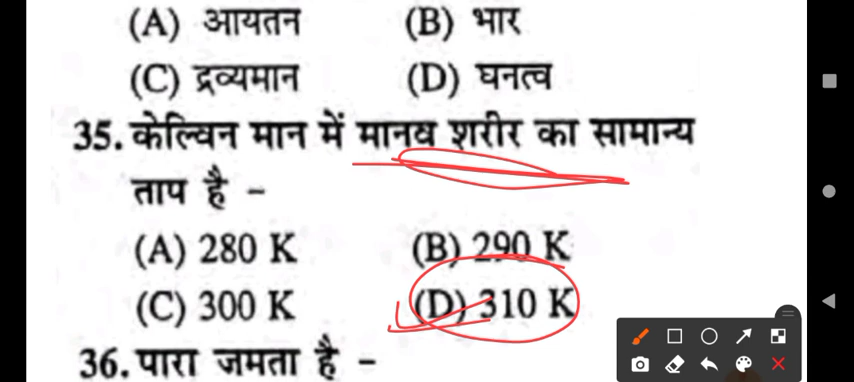 (A) आयतन (B) भार
(C) द्रव्यमान (D) घनत्व
35. केल्विन मान में मानव शरीर का सामान्य
ताप है -
(A) 280 K (B) 290 K
(C) 300 K (D) 310 K
36. पारा जमता है -